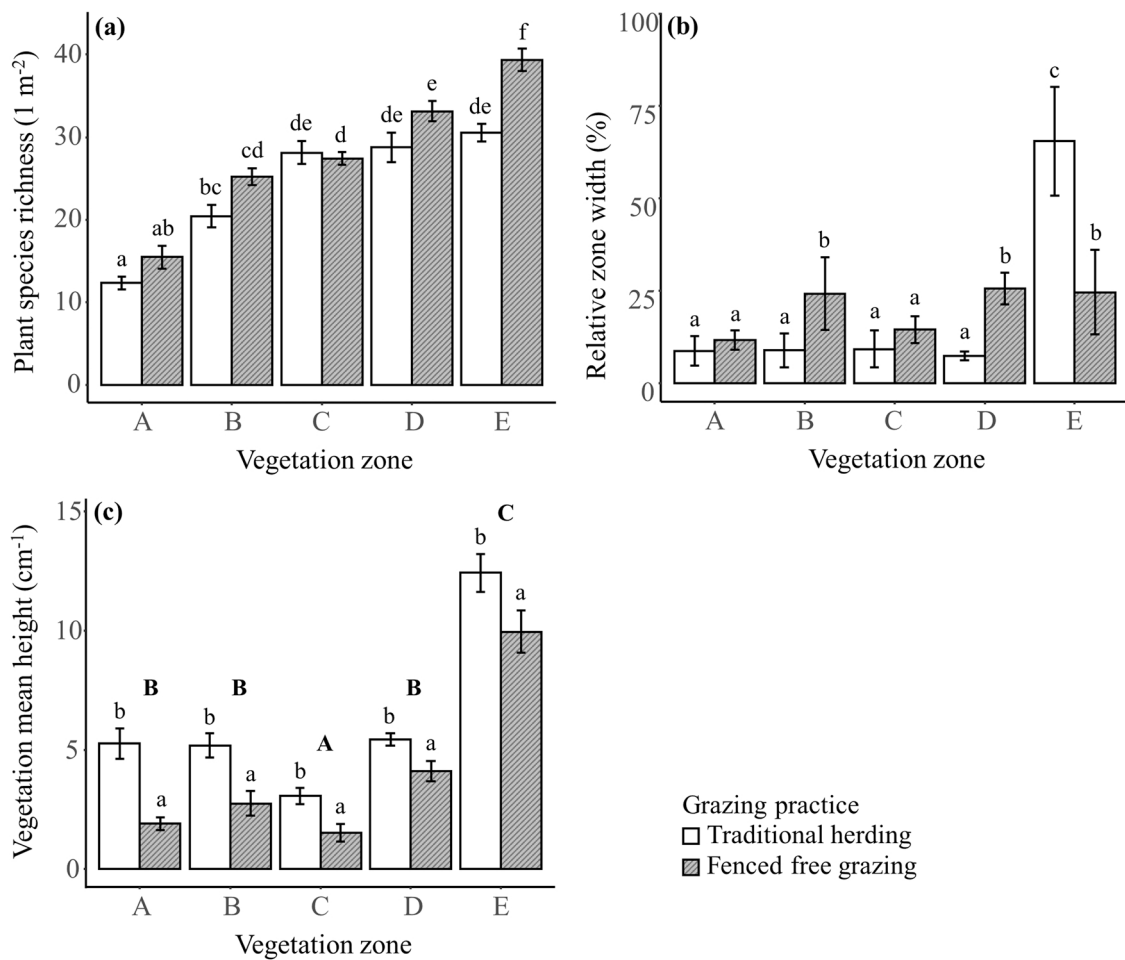 (a)
Plant species richness (1 m⁻²)
40
30
20
10
0
a
ab
bc
cd
de
d
de
e
de
f
A B C D E
Vegetation zone
(b)
Relative zone width (%)
100
75
50
25
0
a
a
a
b
a
a
a
b
c
b
A B C D E
Vegetation zone
(c)
Vegetation mean height (cm⁻¹)
15
10
5
0
b
B
a
b
B
a
b
A
a
b
B
a
b
C
a
A B C D E
Vegetation zone
Grazing practice
Traditional herding
Fenced free grazing